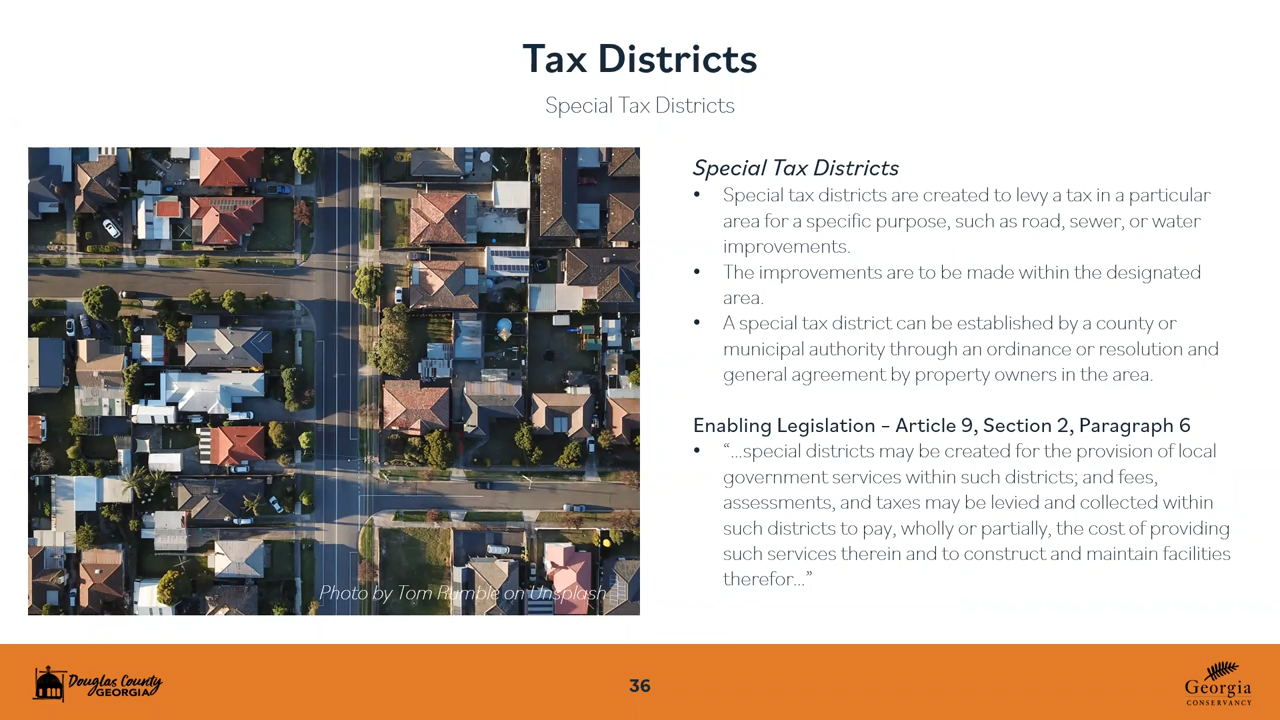 Tax Districts
Special Tax Districts
Special Tax Districts
• Special tax districts are created to levy a tax in a particular
area for a specific purpose, such as road, sewer, or water
improvements.
• The improvements are to be made within the designated
area.
• A special tax district can be established by a county or
municipal authority through an ordinance or resolution and
general agreement by property owners in the area.
Enabling Legislation – Article 9, Section 2, Paragraph 6
• “…special districts may be created for the provision of local
government services within such districts; and fees,
assessments, and taxes may be levied and collected within
such districts to pay, wholly or partially, the cost of providing
such services therein and to construct and maintain facilities
therefor…”
Photo by Tom Rumble on Unsplash
Douglas County
GEORGIA
36
Georgia
CONSERVANCY